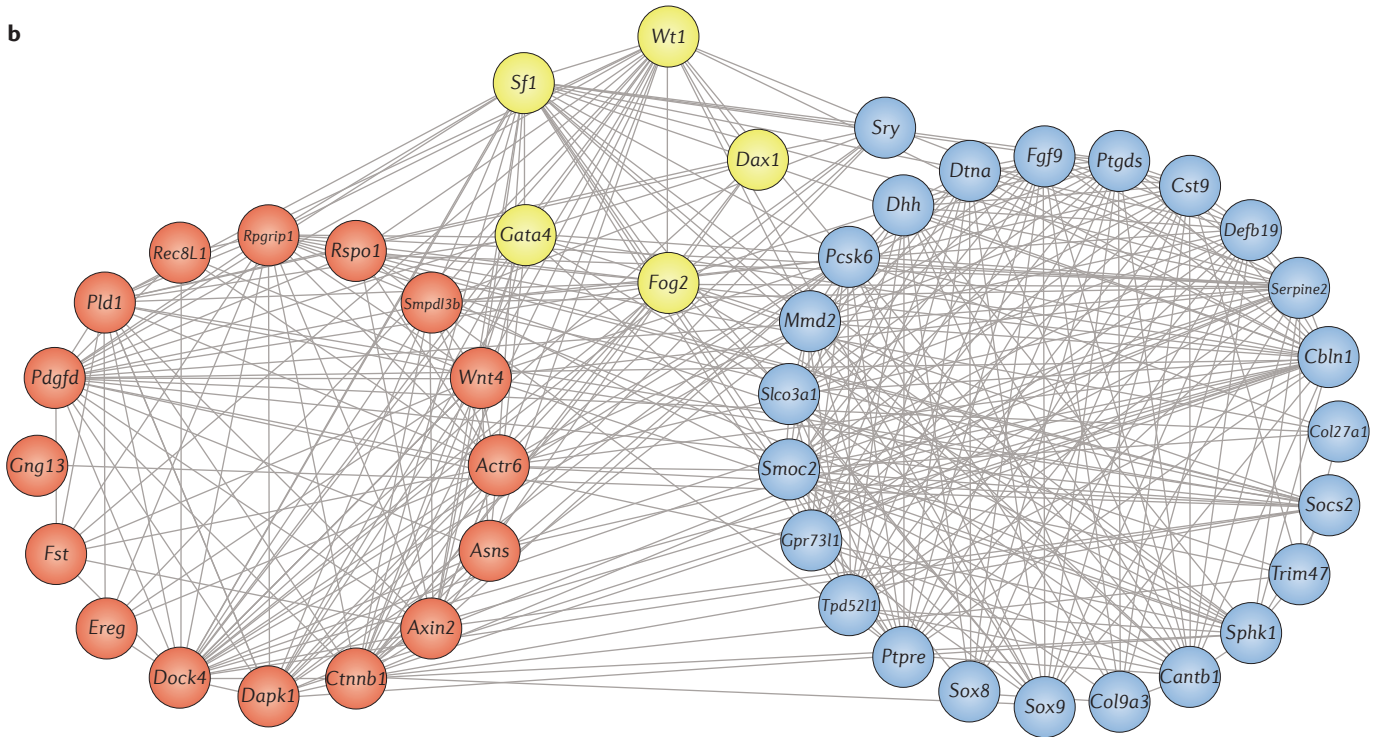 b
Wt1
Sf1
Sry
Dax1
Dtna
Fgf9
Ptgds
Cst9
Dhh
Defb19
Gata4
Pcsk6
Rec8L1
Rpgrip1
Rspo1
Fog2
Serpine2
Pld1
Smpdl3b
Mmd2
Cbln1
Pdgfd
Wnt4
Slco3a1
Col27a1
Gng13
Actr6
Smoc2
Socs2
Fst
Asns
Gpr73l1
Trim47
Tpd52l1
Ereg
Axin2
Sphk1
Ptpre
Dock4
Dapk1
Ctnnb1
Sox8
Sox9
Col9a3
Cantb1